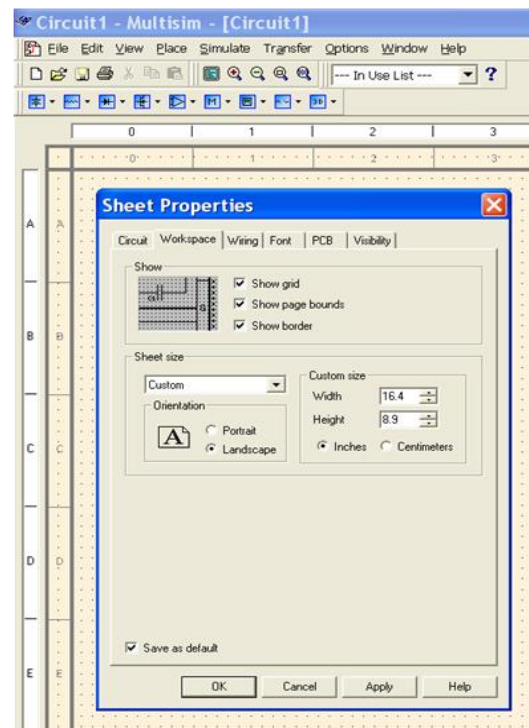 Circuit1 - Multisim - [Circuit1]
File Edit View Place Simulate Transfer Options Window Help
--- In Use List --- ?
0 1 2 3
0 1 2 3
A A
Sheet Properties
Circuit Workspace Wiring Font PCB Visibility
Show
Show grid
Show page bounds
Show border
B B
Sheet size
Custom
Custom size
Width 16.4
Height 8.9
Orientation
A
Portrait
Landscape
Inches Centimeters
C C
D D
Save as default
E E
OK Cancel Apply Help